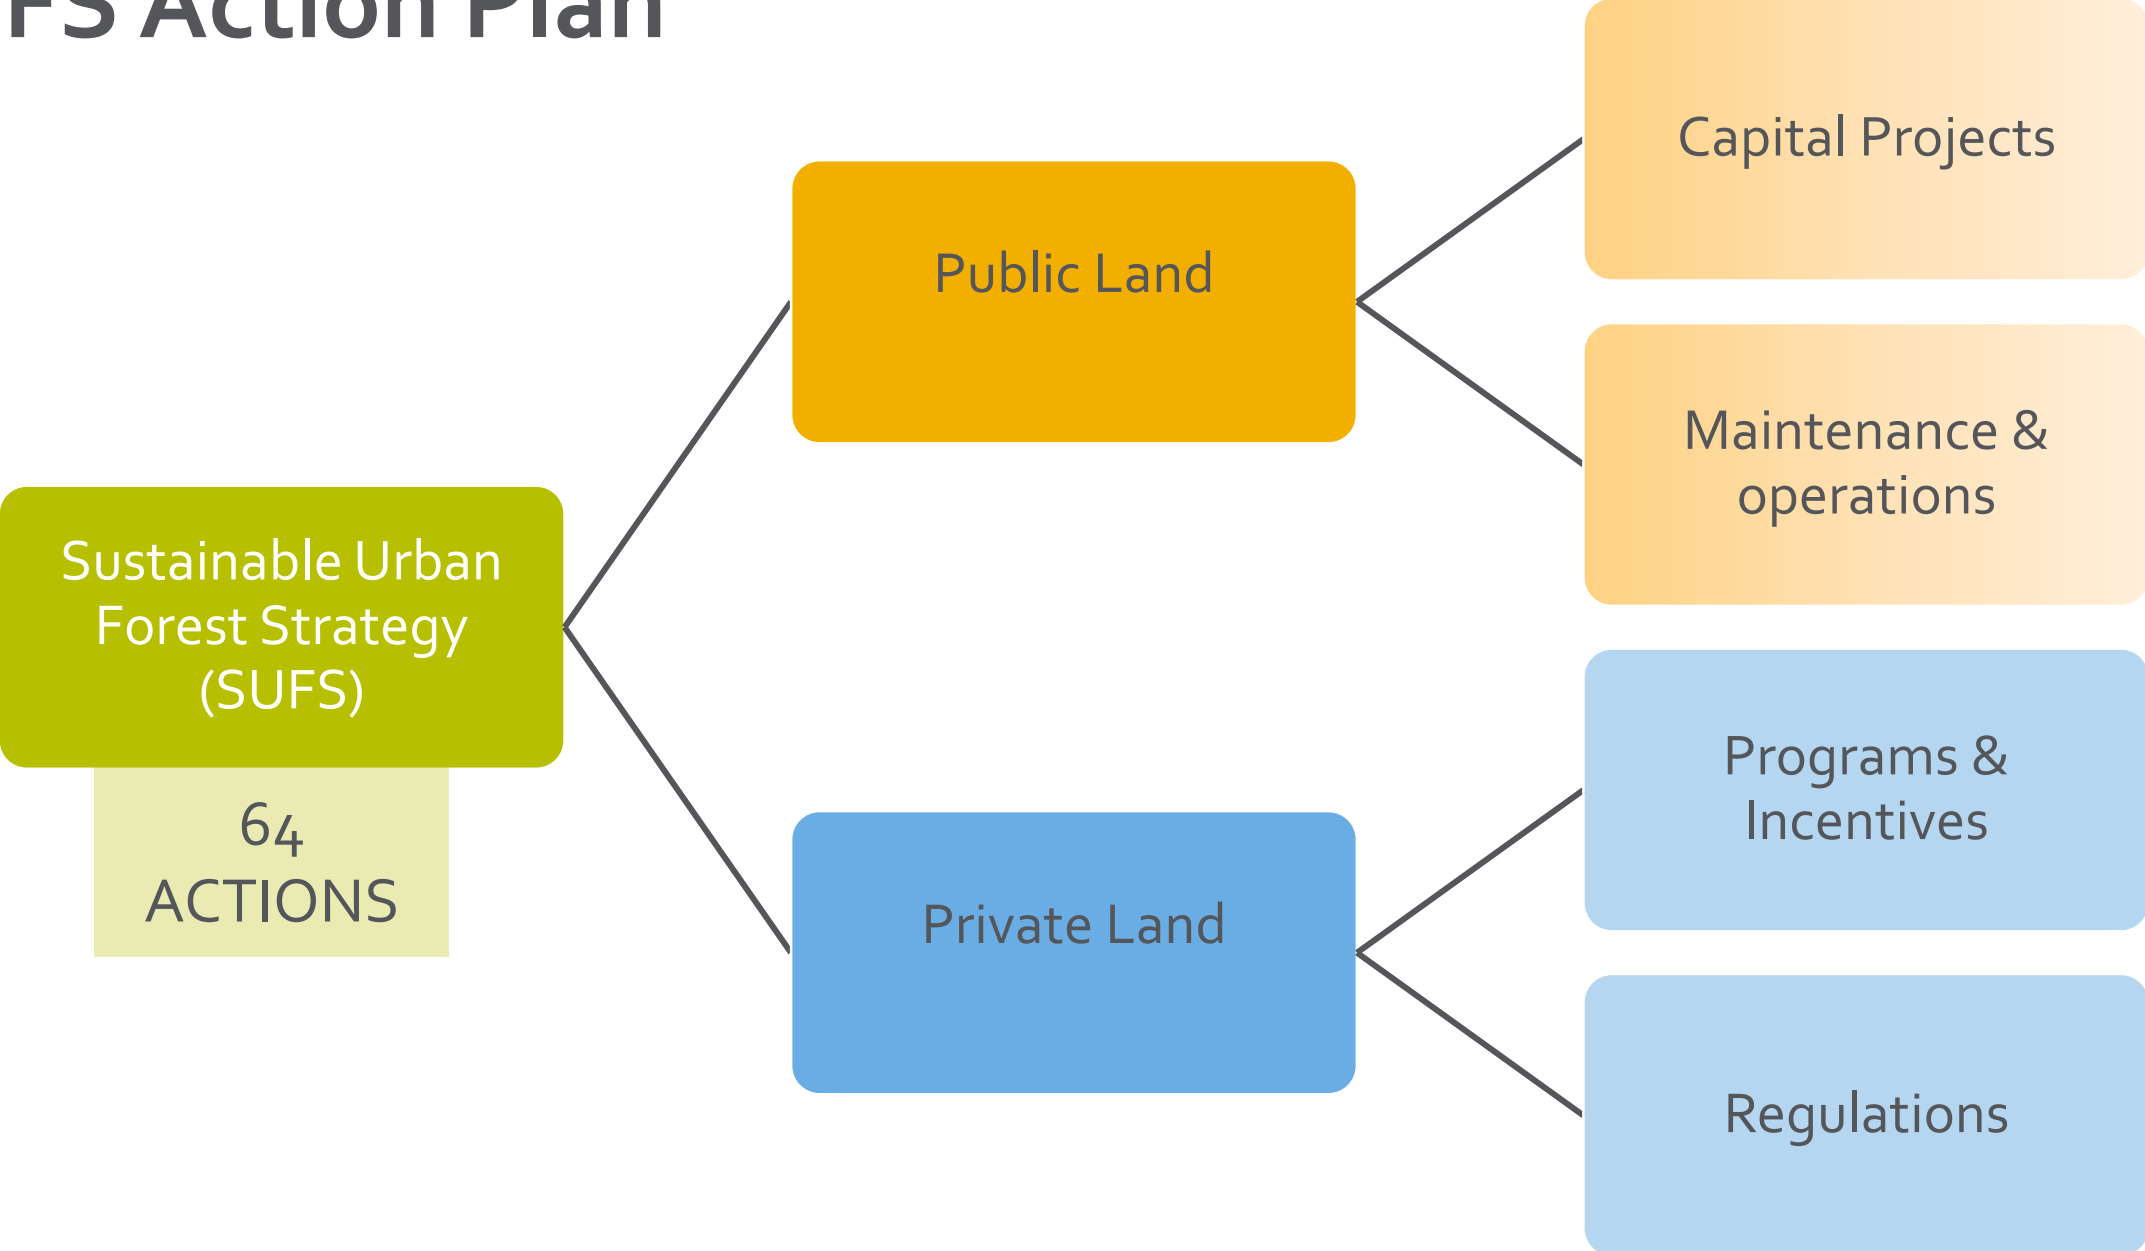 FS Action Plan
Capital Projects
Public Land
Maintenance &
operations
Sustainable Urban
Forest Strategy
(SUFS)
64
ACTIONS
Programs &
Incentives
Private Land
Regulations